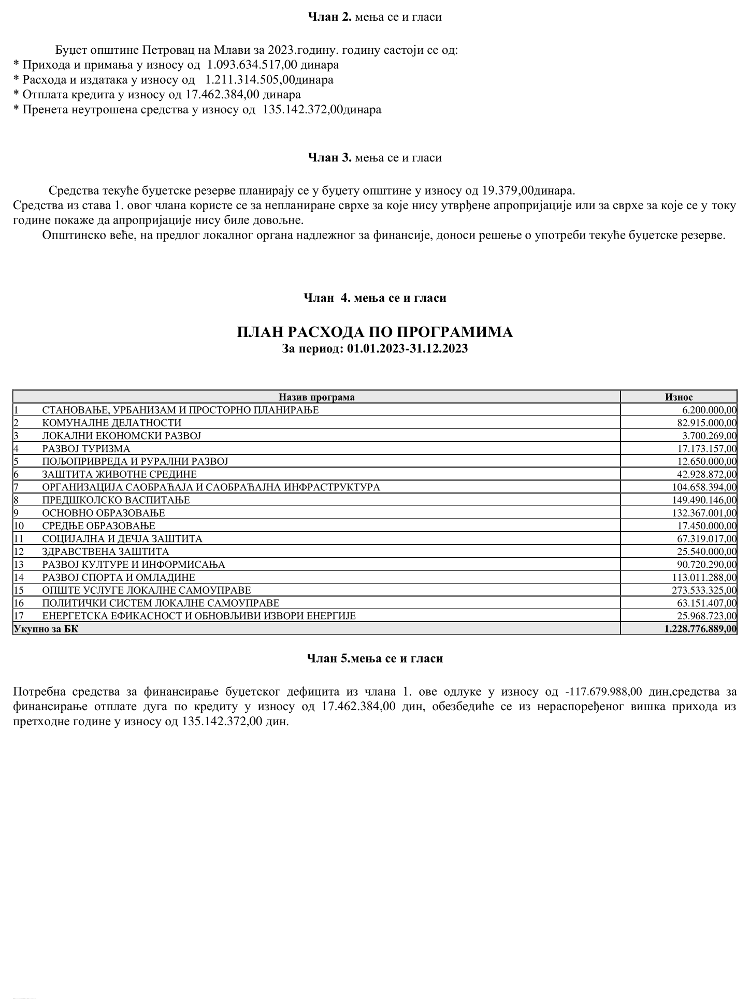 Члан 2. мења се и гласи
Буџет општине Петровац на Млави за 2023.годину. годину састоји се од:
* Прихода и примања у износу од 1.093.634.517,00 динара
* Расхода и издатака у износу од 1.211.314.505,00динара
* Отплата кредита у износу од 17.462.384,00 динара
* Пренета неутрошена средства у износу од 135.142.372,00динара
Члан 3. мења се и гласи
Средства текуће буџетске резерве планирају се у буџету општине у износу од 19.379,00динара.
Средства из става 1. овог члана користе се за непланиране сврхе за које нису утврђене апропријације или за сврхе за које се у току
године покаже да апропријације нису биле довољне.
Општинско веће, на предлог локалног органа надлежног за финансије, доноси решење о употреби текуће буџетске резерве.
Члан 4. мења се и гласи
ПЛАН РАСХОДА ПО ПРОГРАМИМА
За период: 01.01.2023-31.12.2023
Назив програма Износ
1 СТАНОВАЊЕ, УРБАНИЗАМ И ПРОСТОРНО ПЛАНИРАЊЕ 6.200.000,00
2 КОМУНАЛНЕ ДЕЛАТНОСТИ 82.915.000,00
3 ЛОКАЛНИ ЕКОНОМСКИ РАЗВОЈ 3.700.269,00
4 РАЗВОЈ ТУРИЗМА 17.173.157,00
5 ПОЉОПРИВРЕДА И РУРАЛНИ РАЗВОЈ 12.650.000,00
6 ЗАШТИТА ЖИВОТНЕ СРЕДИНЕ 42.928.872,00
7 ОРГАНИЗАЦИЈА САОБРАЋАЈА И САОБРАЋАЈНА ИНФРАСТРУКТУРА 104.658.394,00
8 ПРЕДШКОЛСКО ВАСПИТАЊЕ 149.490.146,00
9 ОСНОВНО ОБРАЗОВАЊЕ 132.367.001,00
10 СРЕДЊЕ ОБРАЗОВАЊЕ 17.450.000,00
11 СОЦИЈАЛНА И ДЕЧЈА ЗАШТИТА 67.319.017,00
12 ЗДРАВСТВЕНА ЗАШТИТА 25.540.000,00
13 РАЗВОЈ КУЛТУРЕ И ИНФОРМИСАЊА 90.720.290,00
14 РАЗВОЈ СПОРТА И ОМЛАДИНЕ 113.011.288,00
15 ОПШТЕ УСЛУГЕ ЛОКАЛНЕ САМОУПРАВЕ 273.533.325,00
16 ПОЛИТИЧКИ СИСТЕМ ЛОКАЛНЕ САМОУПРАВЕ 63.151.407,00
17 ЕНЕРГЕТСКА ЕФИКАСНОСТ И ОБНОВЉИВИ ИЗВОРИ ЕНЕРГИЈЕ 25.968.723,00
Укупно за БК 1.228.776.889,00
Члан 5.мења се и гласи
Потребна средства за финансирање буџетског дефицита из члана 1. ове одлуке у износу од -117.679.988,00 дин,средства за
финансирање отплате дуга по кредиту у износу од 17.462.384,00 дин, обезбедиће се из нераспоређеног вишка прихода из
претходне године у износу од 135.142.372,00 дин.